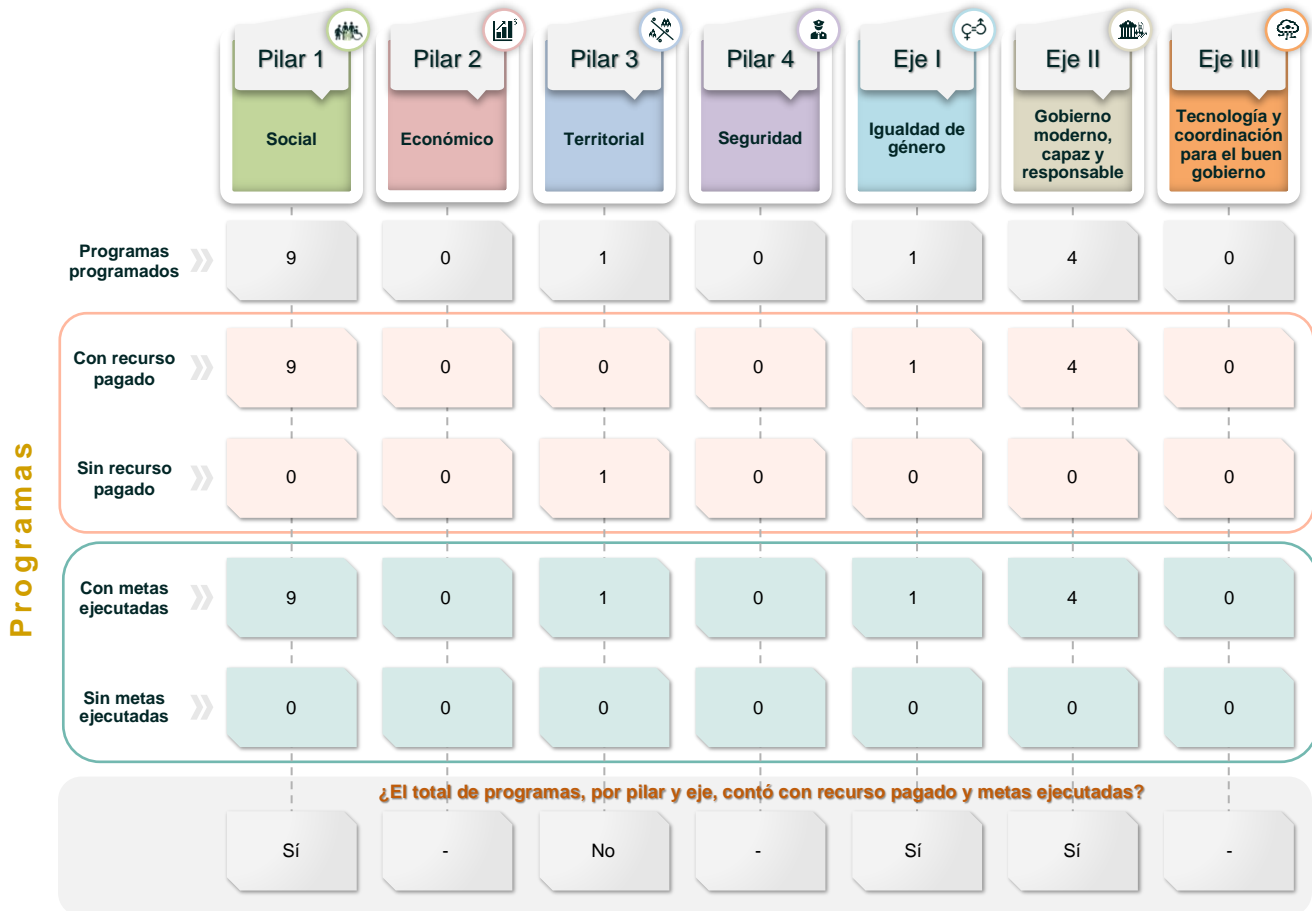 Pilar 1
Pilar 2
Pilar 3
Pilar 4
Eje I
Eje II
Eje III
Social
Económico
Territorial
Seguridad
Igualdad de
género
Gobierno
moderno,
capaz y
responsable
Tecnología y
coordinación
para el buen
gobierno
Programas
Programas
programados
9 0 1 0 1 4 0
Con recurso
pagado
9 0 0 0 1 4 0
Sin recurso
pagado
0 0 1 0 0 0 0
Con metas
ejecutadas
9 0 1 0 1 4 0
Sin metas
ejecutadas
0 0 0 0 0 0 0
¿El total de programas, por pilar y eje, contó con recurso pagado y metas ejecutadas?
Sí - No - Sí Sí -